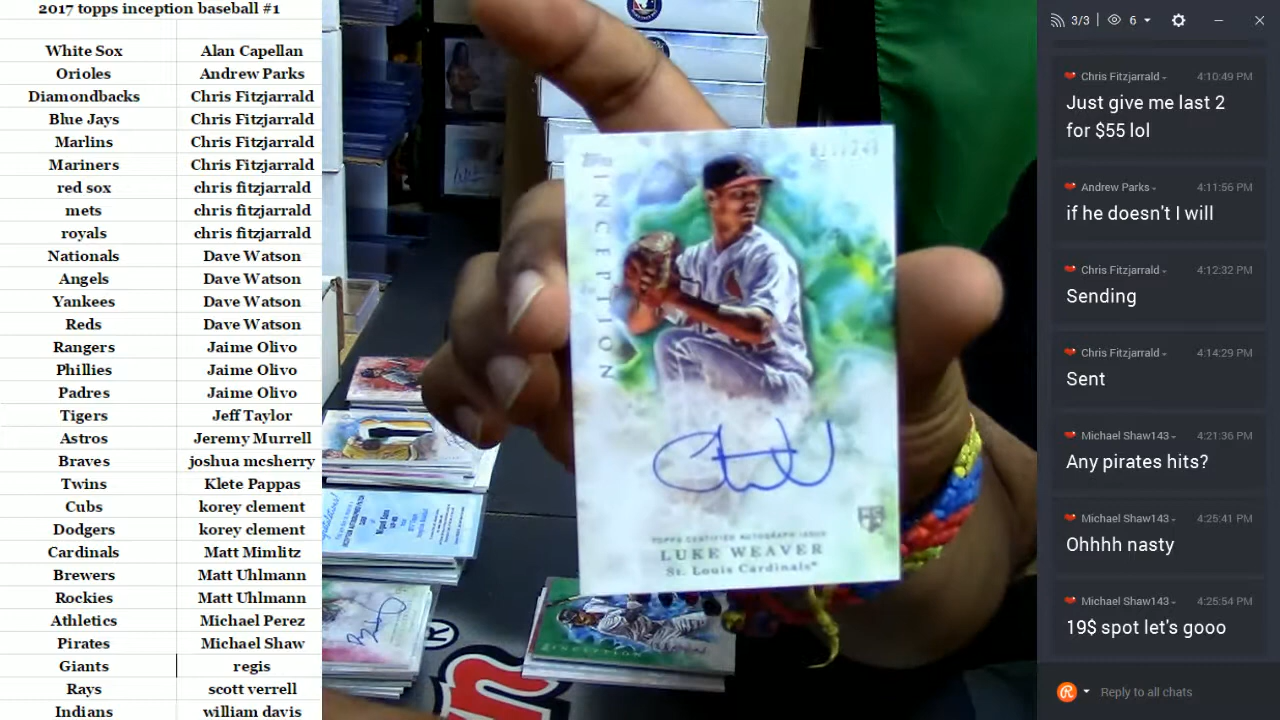 2017 topps inception baseball #1
White Sox Alan Capellan
Orioles Andrew Parks
Diamondbacks Chris Fitzjarrald
Blue Jays Chris Fitzjarrald
Marlins Chris Fitzjarrald
Mariners Chris Fitzjarrald
red sox chris fitzjarrald
mets chris fitzjarrald
royals chris fitzjarrald
Nationals Dave Watson
Angels Dave Watson
Yankees Dave Watson
Reds Dave Watson
Rangers Jaime Olivo
Phillies Jaime Olivo
Padres Jaime Olivo
Tigers Jeff Taylor
Astros Jeremy Murrell
Braves joshua mcsherry
Twins Klete Pappas
Cubs korey clement
Dodgers korey clement
Cardinals Matt Mimlitz
Brewers Matt Uhlmann
Rockies Matt Uhlmann
Athletics Michael Perez
Pirates Michael Shaw
Giants regis
Rays scott verrell
Indians william davis
Topps
INCEPTION
TOPPS CERTIFIED AUTOGRAPH ISSUE
LUKE WEAVER
St. Louis Cardinals
INCEPTION
®
3/3 6
Chris Fitzjarrald 4:10:49 PM
Just give me last 2
for $55 lol
Andrew Parks 4:11:56 PM
if he doesn't I will
Chris Fitzjarrald 4:12:32 PM
Sending
Chris Fitzjarrald 4:14:29 PM
Sent
Michael Shaw143 4:21:36 PM
Any pirates hits?
Michael Shaw143 4:25:41 PM
Ohhhh nasty
Michael Shaw143 4:25:54 PM
19$ spot let's gooo
Reply to all chats